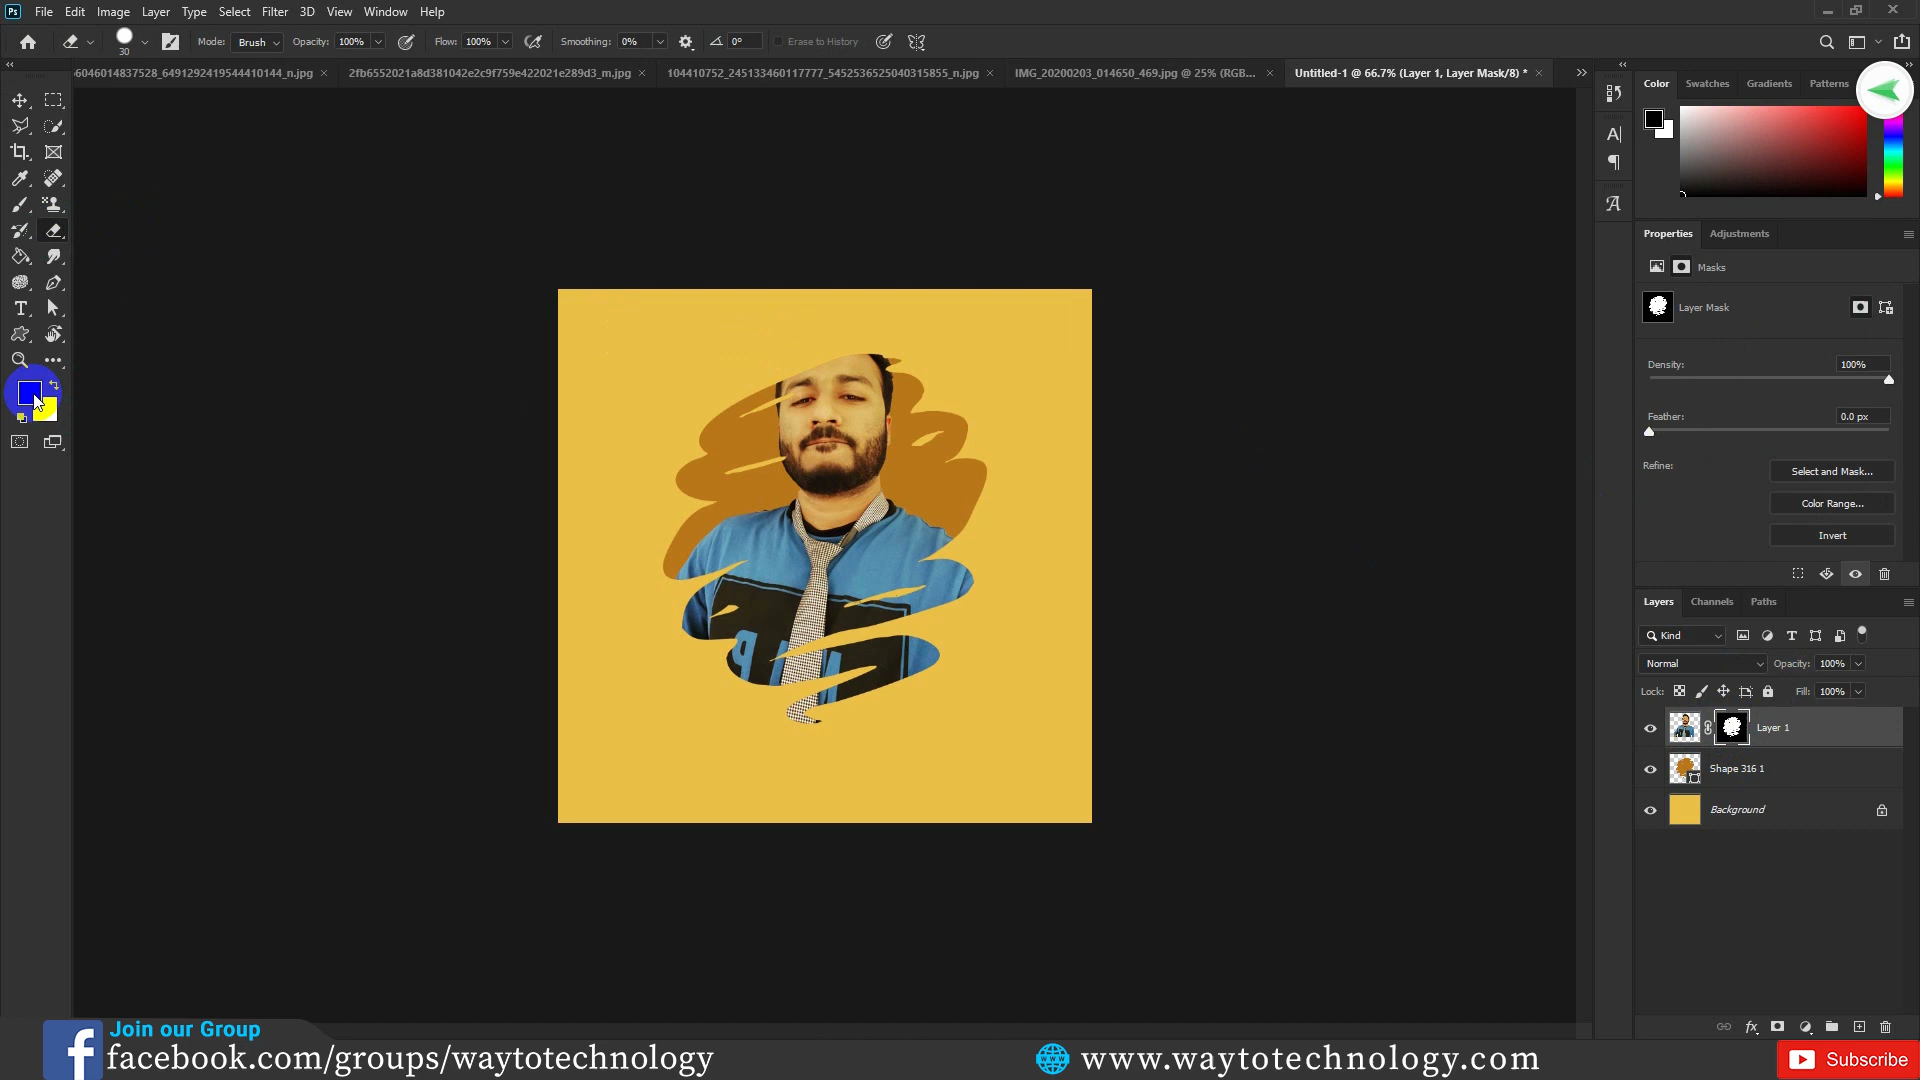 Ps File Edit Image Layer Type Select Filter 3D View Window Help
30 Mode: Brush Opacity: 100% Flow: 100% Smoothing: 0% 0° Erase to History
6046014837528_6491292419544410144_n.jpg × 2fb6552021a8d381042e2c9f759e422021e289d3_m.jpg × 104410752_245133460117777_5452536525040315855_n.jpg × IMG_20200203_014650_469.jpg @ 25% (RGB... × Untitled-1 @ 66.7% (Layer 1, Layer Mask/8) * ×
Color Swatches Gradients Patterns
Properties Adjustments
Masks
Layer Mask
Density: 100%
Feather: 0.0 px
Refine: Select and Mask...
Color Range...
Invert
Layers Channels Paths
Kind
Normal Opacity: 100%
Lock: Fill: 100%
Layer 1
Shape 316 1
Background
Join our Group
facebook.com/groups/waytotechnology
www.waytotechnology.com
Subscribe